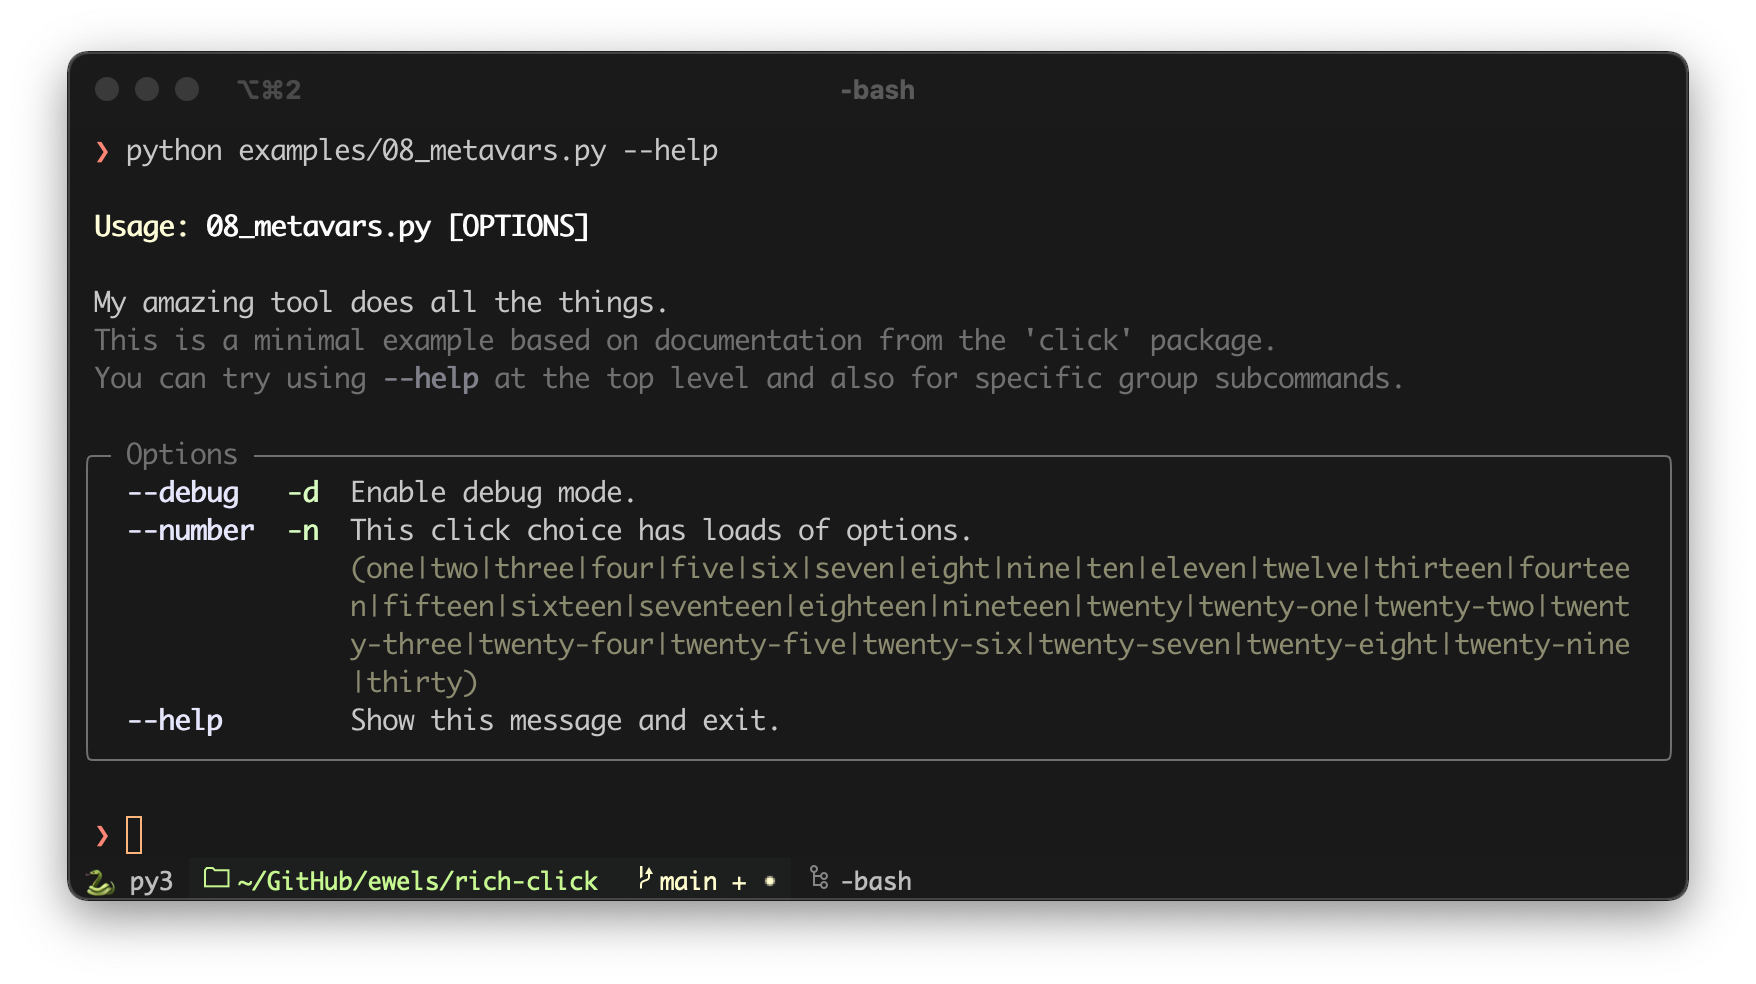 ⌥⌘2 -bash
❯ python examples/08_metavars.py --help
Usage: 08_metavars.py [OPTIONS]
My amazing tool does all the things.
This is a minimal example based on documentation from the 'click' package.
You can try using --help at the top level and also for specific group subcommands.
Options
--debug -d Enable debug mode.
--number -n This click choice has loads of options.
(one|two|three|four|five|six|seven|eight|nine|ten|eleven|twelve|thirteen|fourtee
n|fifteen|sixteen|seventeen|eighteen|nineteen|twenty|twenty-one|twenty-two|twent
y-three|twenty-four|twenty-five|twenty-six|twenty-seven|twenty-eight|twenty-nine
|thirty)
--help Show this message and exit.
❯
py3 ~/GitHub/ewels/rich-click main + • -bash